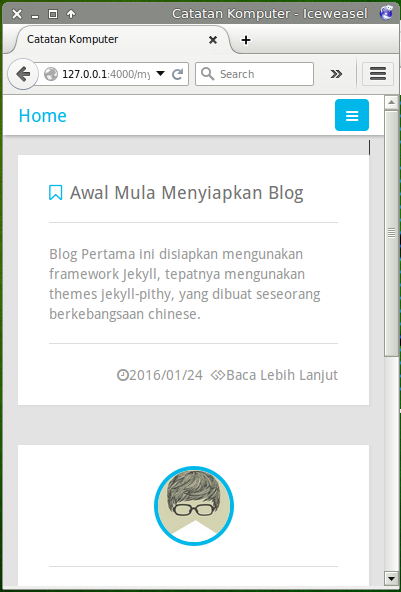 Catatan Komputer - Iceweasel
Catatan Komputer
127.0.0.1:4000/my
Search
Home
Awal Mula Menyiapkan Blog
Blog Pertama ini disiapkan mengunakan
framework Jekyll, tepatnya mengunakan
themes jekyll-pithy, yang dibuat seseorang
berkebangsaan chinese.
2016/01/24 Baca Lebih Lanjut